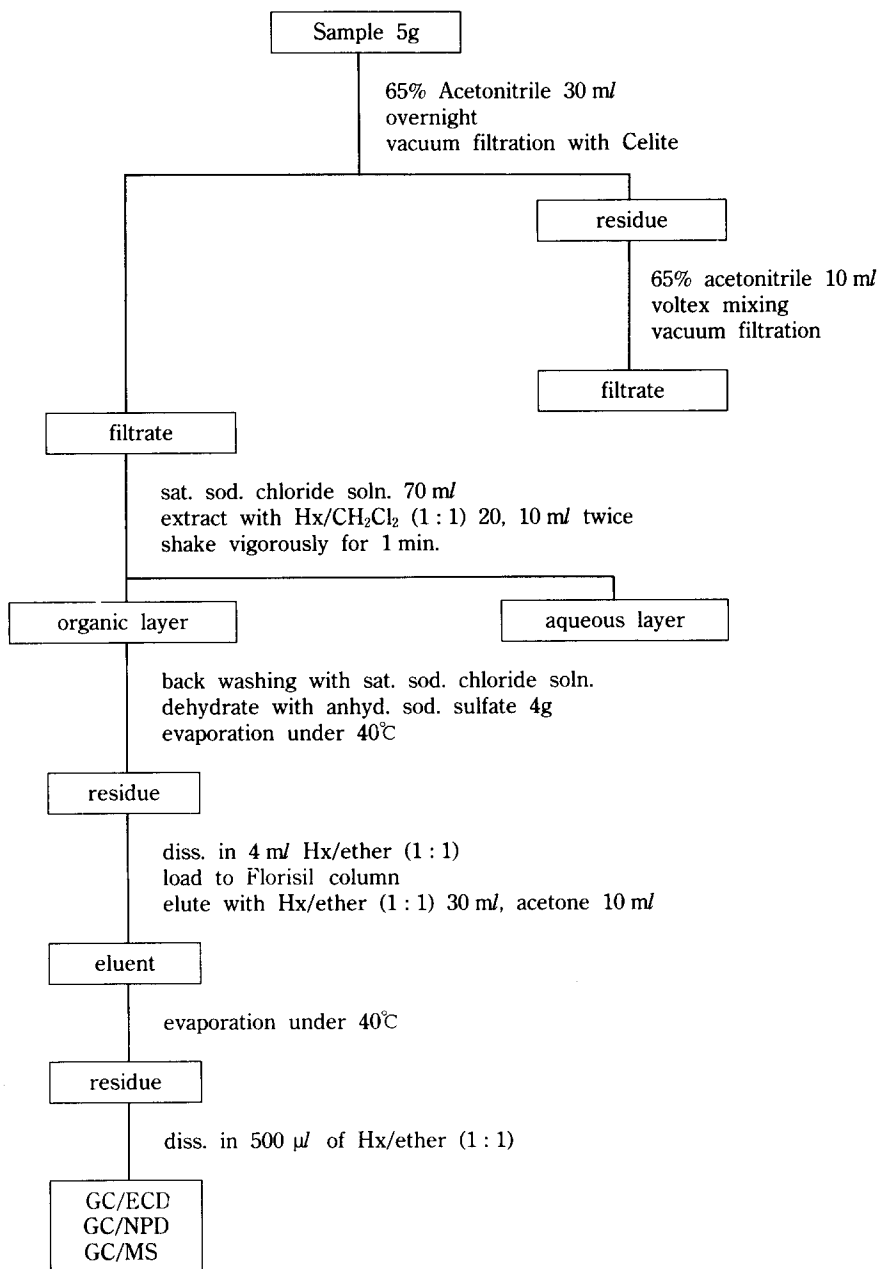 Sample 5g
65% Acetonitrile 30 ml
overnight
vacuum filtration with Celite
residue
65% acetonitrile 10 ml
voltex mixing
vacuum filtration
filtrate
filtrate
sat. sod. chloride soln. 70 ml
extract with Hx/CH₂Cl₂ (1 : 1) 20, 10 ml twice
shake vigorously for 1 min.
organic layer
aqueous layer
back washing with sat. sod. chloride soln.
dehydrate with anhyd. sod. sulfate 4g
evaporation under 40℃
residue
diss. in 4 ml Hx/ether (1 : 1)
load to Florisil column
elute with Hx/ether (1 : 1) 30 ml, acetone 10 ml
eluent
evaporation under 40℃
residue
diss. in 500 μl of Hx/ether (1 : 1)
GC/ECD
GC/NPD
GC/MS